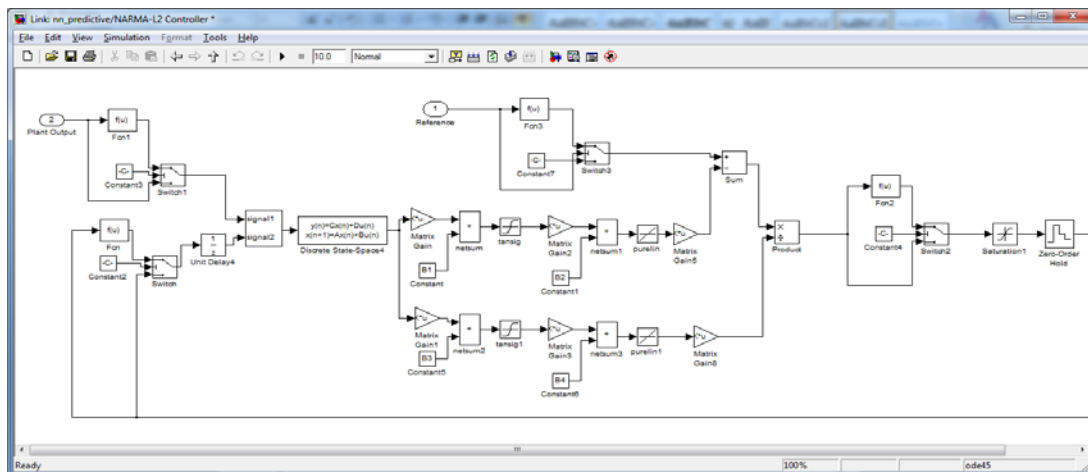 Link: nn_predictive/NARMA-L2 Controller *
File Edit View Simulation Format Tools Help
10.0 Normal
2
Plant Output
f(u)
Fcn1
-C-
Constant3
Switch1
f(u)
Fcn
-C-
Constant2
Switch
1
z
Unit Delay4
signal1
signal2
y(n)=Cx(n)+Du(n)
x(n+1)=Ax(n)+Bu(n)
Discrete State-Space4
1
Reference
f(u)
Fcn3
-C-
Constant7
Switch3
K*u
Matrix
Gain
+
netsum
B1
Constant
tansig
K*u
Matrix
Gain2
+
netsum1
B2
Constant1
purelin
K*u
Matrix
Gain5
K*u
Matrix
Gain1
+
netsum2
B3
Constant5
tansig1
K*u
Matrix
Gain3
+
netsum3
B4
Constant6
purelin1
K*u
Matrix
Gain8
+
−
Sum
×
÷
Product
f(u)
Fcn2
-C-
Constant4
Switch2
Saturation1
Zero-Order
Hold
Ready 100% ode45